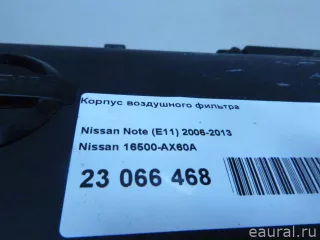 Корпус воздушного фильтра
Nissan Note (E11) 2006-2013
Nissan 16500-AX60A
23 066 468
eaural.ru